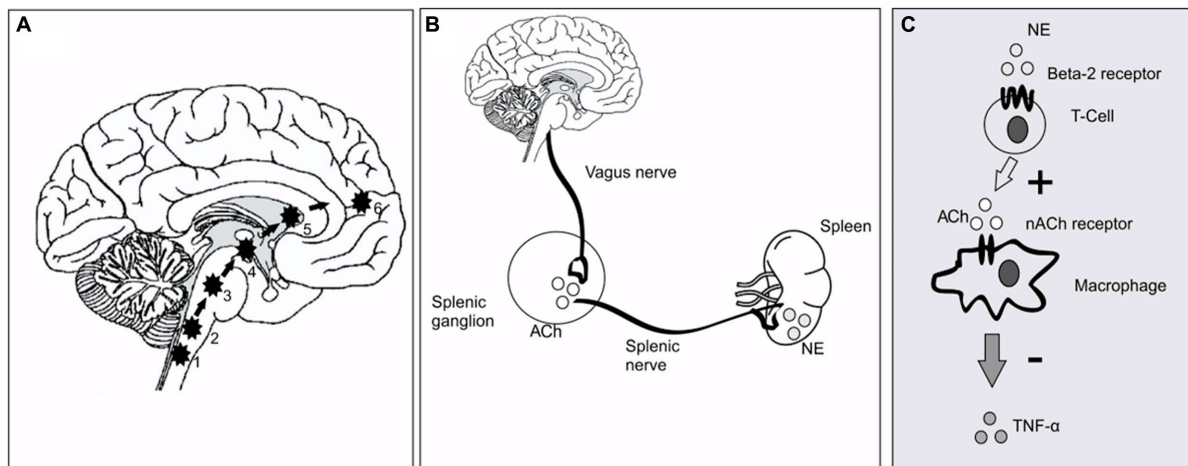 A
1
2
3
4
5
6
B
Vagus nerve
Spleen
Splenic
ganglion
ACh
Splenic
nerve
NE
C
NE
Beta-2 receptor
T-Cell
+
ACh
nACh receptor
Macrophage
-
TNF-α